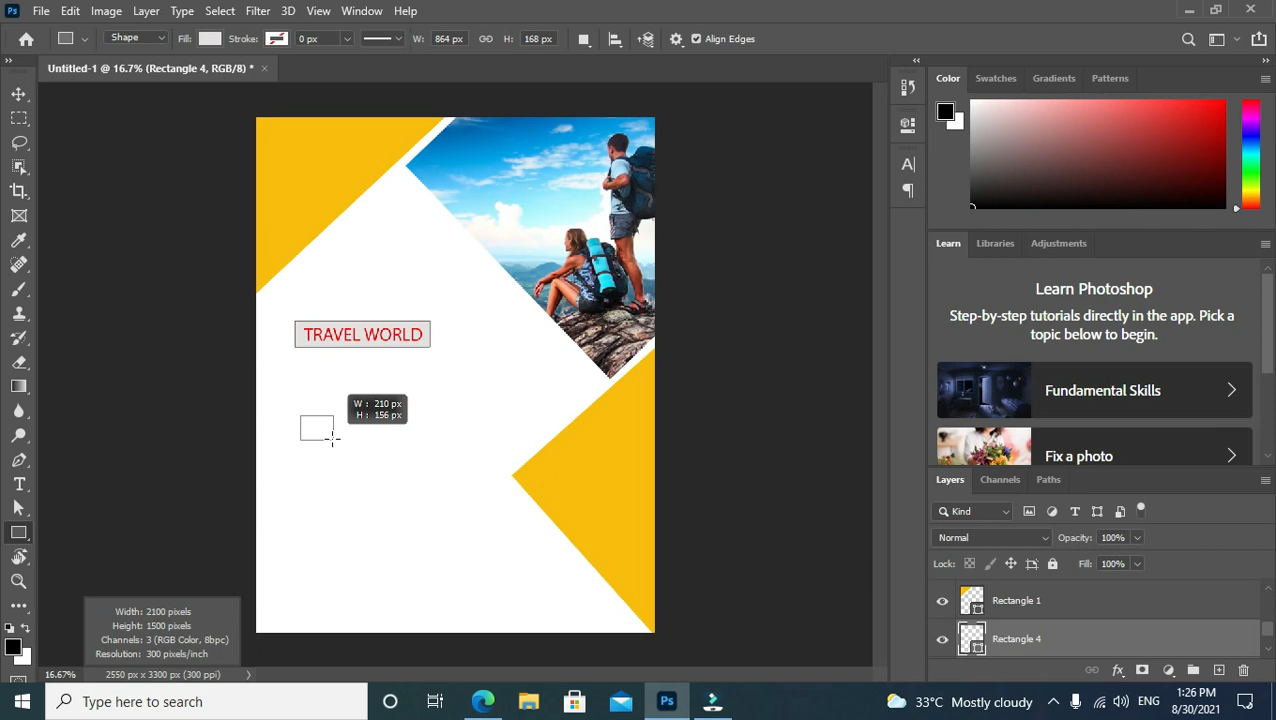 Ps File Edit Image Layer Type Select Filter 3D View Window Help
Shape Fill: Stroke: 0 px W: 864 px H: 168 px Align Edges
Untitled-1 @ 16.7% (Rectangle 4, RGB/8) * ×
Color Swatches Gradients Patterns
TRAVEL WORLD
W : 210 px
H : 156 px
Learn Libraries Adjustments
Learn Photoshop
Step-by-step tutorials directly in the app. Pick a
topic below to begin.
Fundamental Skills
Fix a photo
Layers Channels Paths
Kind
Normal Opacity: 100%
Lock: Fill: 100%
Rectangle 1
Rectangle 4
Width: 2100 pixels
Height: 1500 pixels
Channels: 3 (RGB Color, 8bpc)
Resolution: 300 pixels/inch
16.67% 2550 px x 3300 px (300 ppi)
Type here to search
Ps
33°C Mostly cloudy
ENG
1:26 PM
8/30/2021